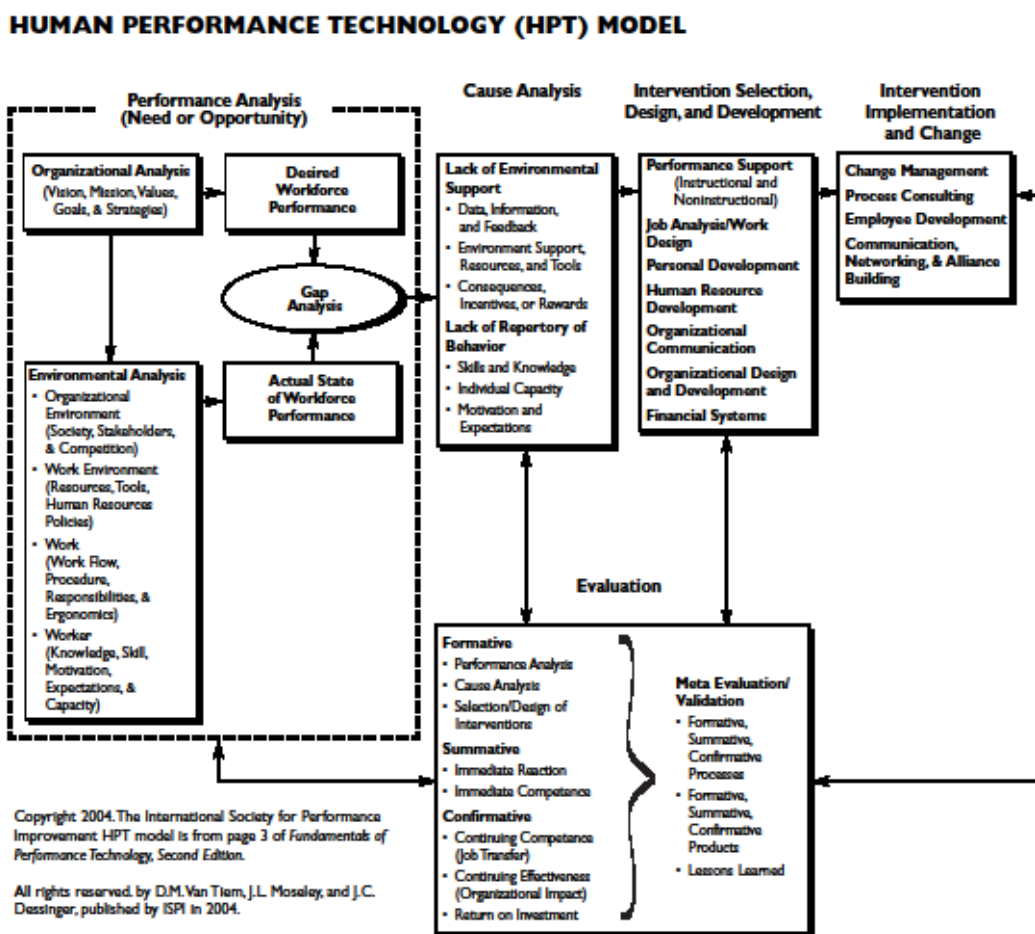 HUMAN PERFORMANCE TECHNOLOGY (HPT) MODEL
Performance Analysis
(Need or Opportunity)
Organizational Analysis
(Vision, Mission, Values,
Goals, & Strategies)
Desired
Workforce
Performance
Gap
Analysis
Environmental Analysis
• Organizational
Environment
(Society, Stakeholders,
& Competition)
• Work Environment
(Resources, Tools,
Human Resources
Policies)
• Work
(Work Flow,
Procedure,
Responsibilities, &
Ergonomics)
• Worker
(Knowledge, Skill,
Motivation,
Expectations, &
Capacity)
Actual State
of Workforce
Performance
Cause Analysis
Lack of Environmental
Support
• Data, Information,
and Feedback
• Environment Support,
Resources, and Tools
• Consequences,
Incentives, or Rewards
Lack of Repertory of
Behavior
• Skills and Knowledge
• Individual Capacity
• Motivation and
Expectations
Intervention Selection,
Design, and Development
Performance Support
(Instructional and
Noninstructional)
Job Analysis/Work
Design
Personal Development
Human Resource
Development
Organizational
Communication
Organizational Design
and Development
Financial Systems
Intervention
Implementation
and Change
Change Management
Process Consulting
Employee Development
Communication,
Networking, & Alliance
Building
Evaluation
Formative
• Performance Analysis
• Cause Analysis
• Selection/Design of
Interventions
Summative
• Immediate Reaction
• Immediate Competence
Confirmative
• Continuing Competence
(Job Transfer)
• Continuing Effectiveness
(Organizational Impact)
• Return on Investment
Meta Evaluation/
Validation
• Formative,
Summative,
Confirmative
Processes
• Formative,
Summative,
Confirmative
Products
• Lessons Learned
Copyright 2004. The International Society for Performance
Improvement HPT model is from page 3 of Fundamentals of
Performance Technology, Second Edition.
All rights reserved. by D.M. Van Tiem, J.L. Moseley, and J.C.
Dessinger, published by ISPI in 2004.